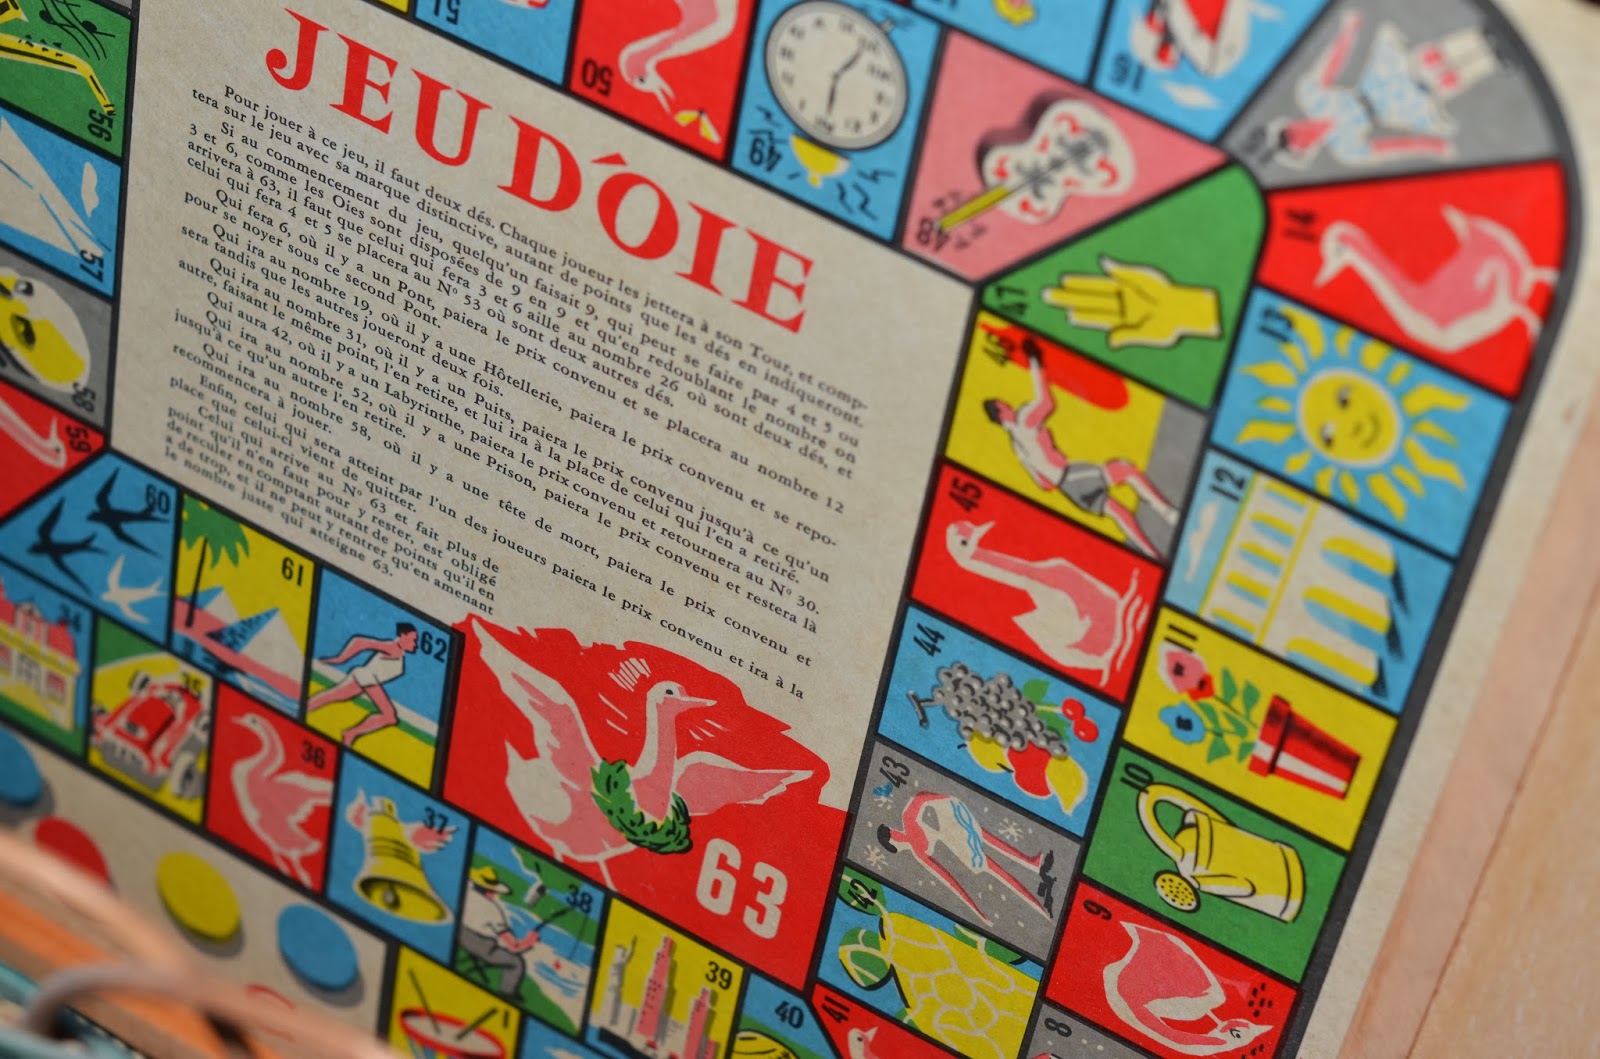 JEU D'OIE
Pour jouer à ce jeu, il faut deux dés. Chaque joueur les jettera à son Tour, et comp-
tera sur le jeu avec sa marque distinctive, autant de points que les dés en indiqueront.
Si au commencement du jeu, quelqu'un faisait 9, qui peut se faire par 4 et 5 ou
3 et 6, comme les Oies sont disposées de 9 en 9 et qu'en redoublant le nombre on
arrivera à 63, il faut que celui qui fera 3 et 6 aille au nombre 26 où sont deux dés, et
celui qui fera 4 et 5 se placera au Nº 53 où sont deux autres dés.
Qui fera 6, où il y a un Pont, paiera le prix convenu et se placera au nombre 12
pour se noyer sous ce second Pont.
Qui ira au nombre 19, où il y a une Hôtellerie, paiera le prix convenu et se repo-
sera tandis que les autres joueront deux fois.
Qui ira au nombre 31, où il y a un Puits, paiera le prix convenu jusqu'à ce qu'un
autre, faisant le même point, l'en retire, et lui ira à la place de celui qui l'en a retiré.
Qui aura 42, où il y a un Labyrinthe, paiera le prix convenu et retournera au Nº 30.
Qui ira au nombre 52, où il y a une Prison, paiera le prix convenu et restera là
jusqu'à ce qu'un autre l'en retire.
Qui ira au nombre 58, où il y a une tête de mort, paiera le prix convenu et
recommencera à jouer.
Enfin, celui qui sera atteint par l'un des joueurs paiera le prix convenu et ira à la
place que celui-ci vient de quitter.
Celui qui arrive au Nº 63 et fait plus de
point qu'il n'en faut pour y rester, est obligé
de reculer en comptant autant de points qu'il en
a de trop, et il ne peut y rentrer qu'en amenant
le nombre juste qui atteigne 63.
8
9
10
11
12
13
14
16
34
35
36
37
38
39
40
41
42
43
44
45
46
47
48
49
50
51
56
57
58
59
60
61
62
63